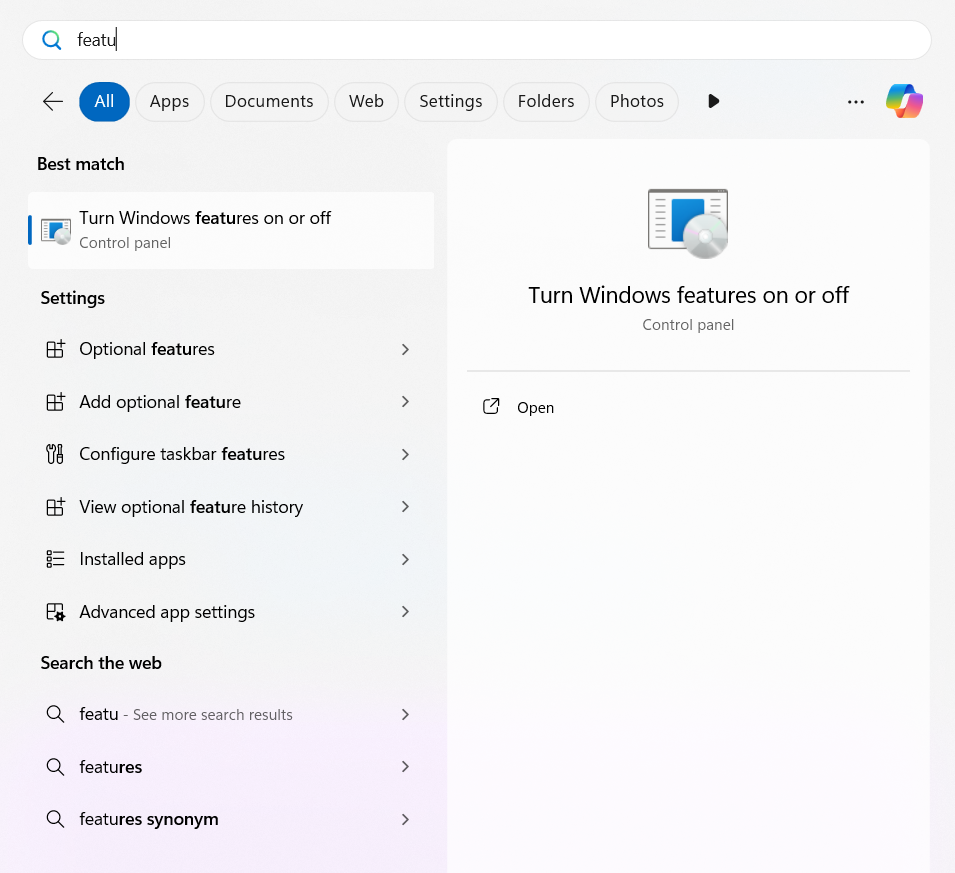 featu
All
Apps
Documents
Web
Settings
Folders
Photos
Best match
Turn Windows features on or off
Control panel
Settings
Optional features
Add optional feature
Configure taskbar features
View optional feature history
Installed apps
Advanced app settings
Search the web
featu - See more search results
features
features synonym
Turn Windows features on or off
Control panel
Open